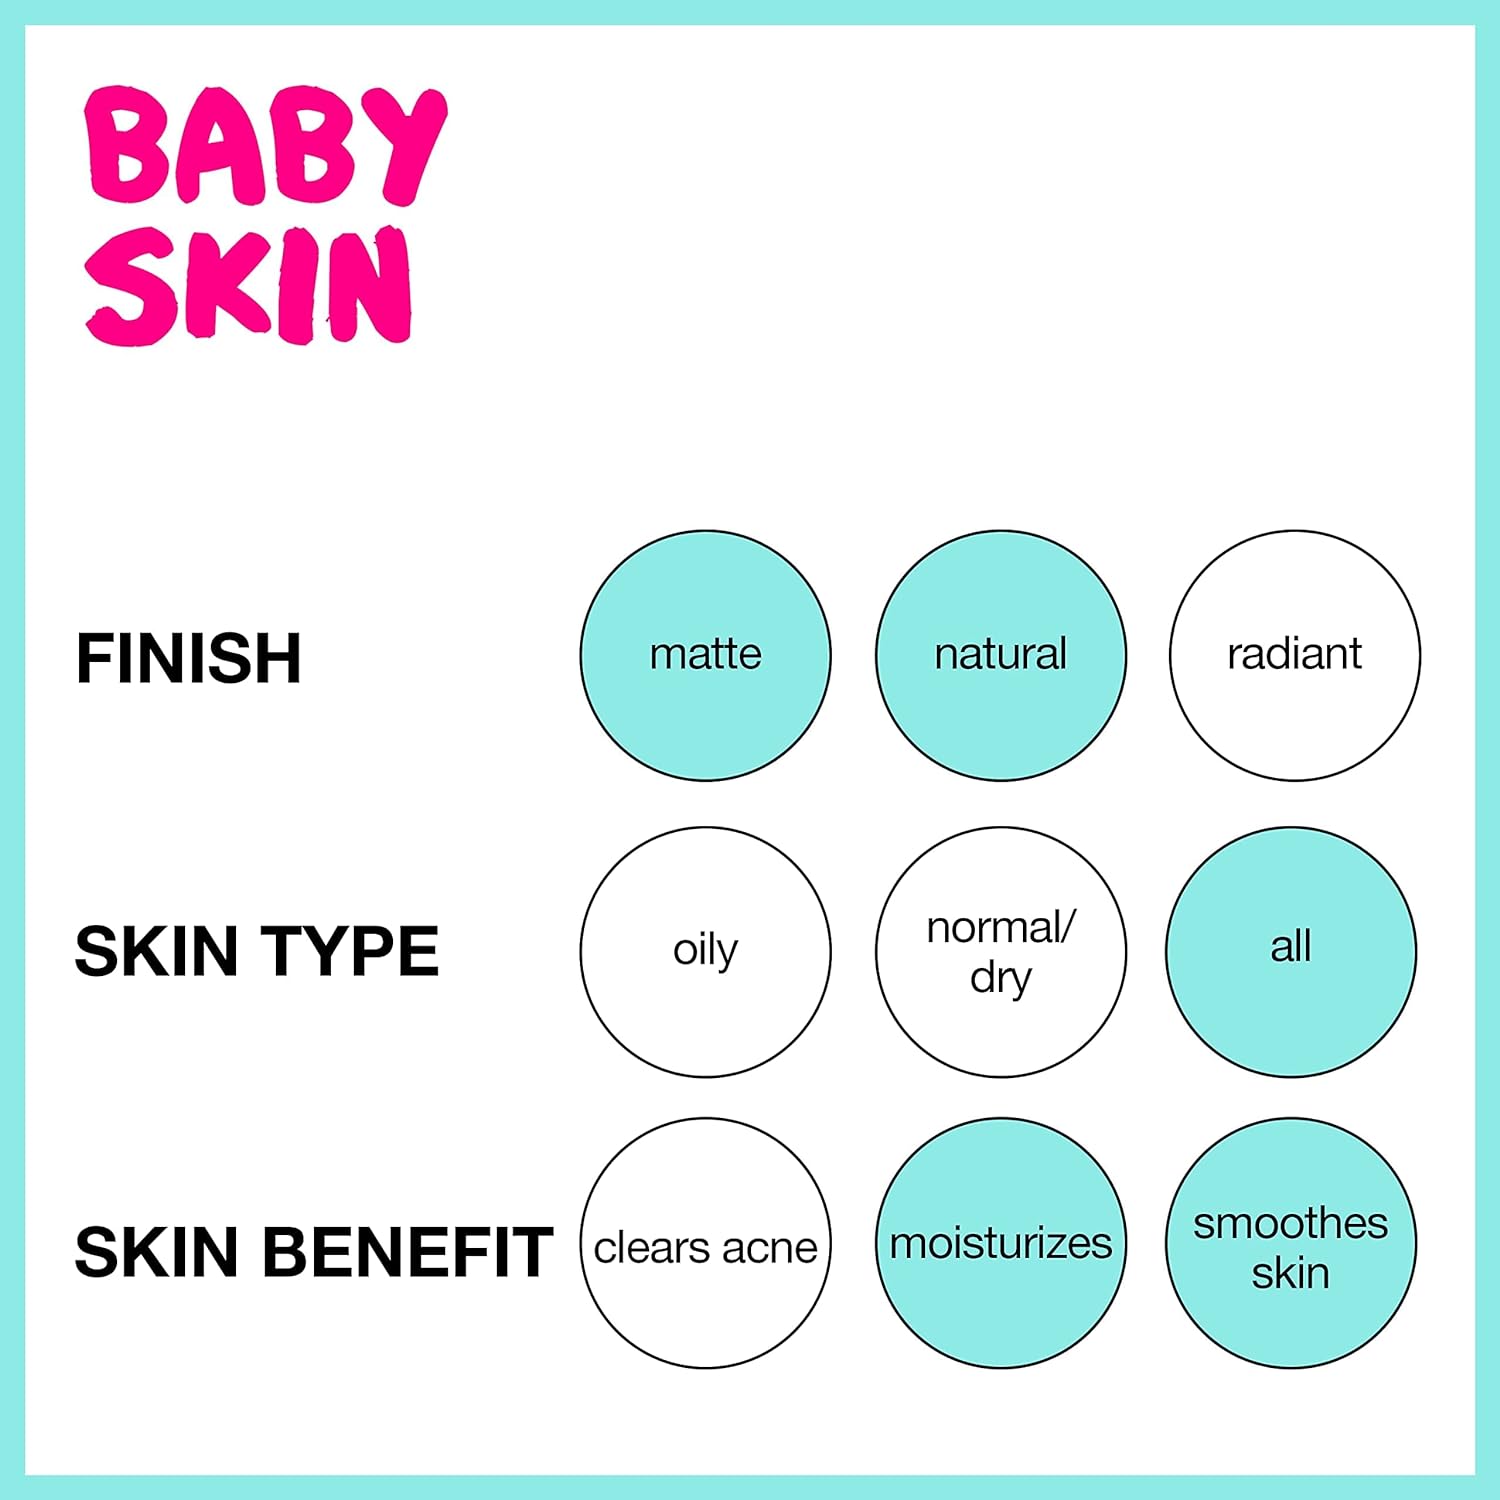 BABY
SKIN
FINISH
matte
natural
radiant
SKIN TYPE
oily
normal/
dry
all
SKIN BENEFIT
clears acne
moisturizes
smoothes
skin